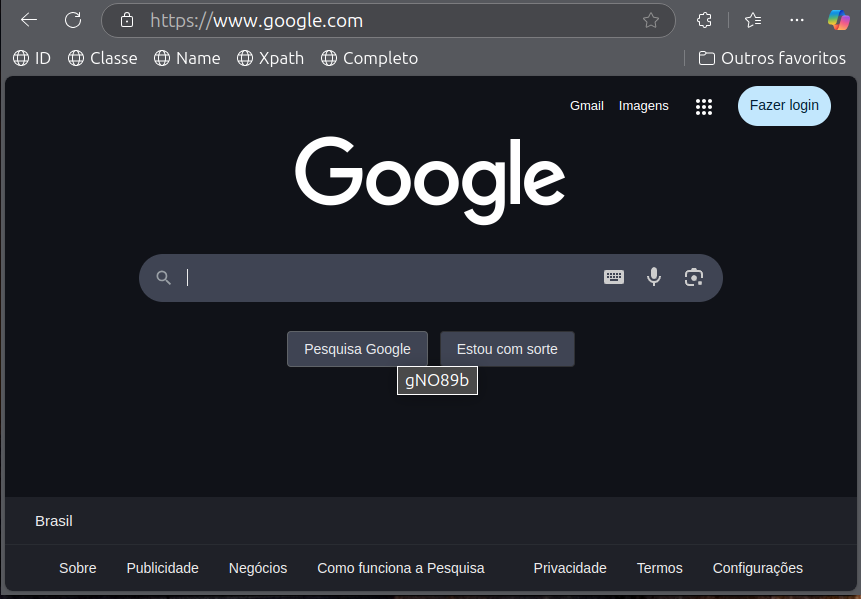 https://www.google.com
ID Classe Name Xpath Completo Outros favoritos
Gmail Imagens Fazer login
Google
Pesquisa Google Estou com sorte
gNO89b
Brasil
Sobre Publicidade Negócios Como funciona a Pesquisa Privacidade Termos Configurações